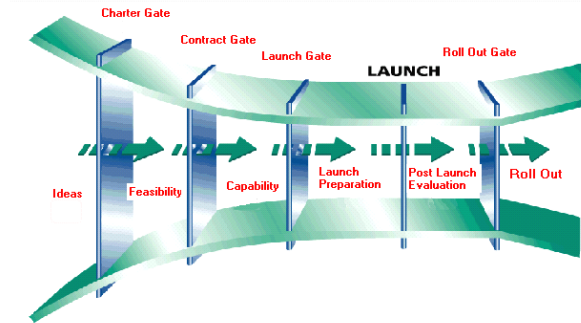 Charter Gate
Contract Gate
Launch Gate
Roll Out Gate
LAUNCH
Ideas
Feasibility
Capability
Launch
Preparation
Post Launch
Evaluation
Roll Out